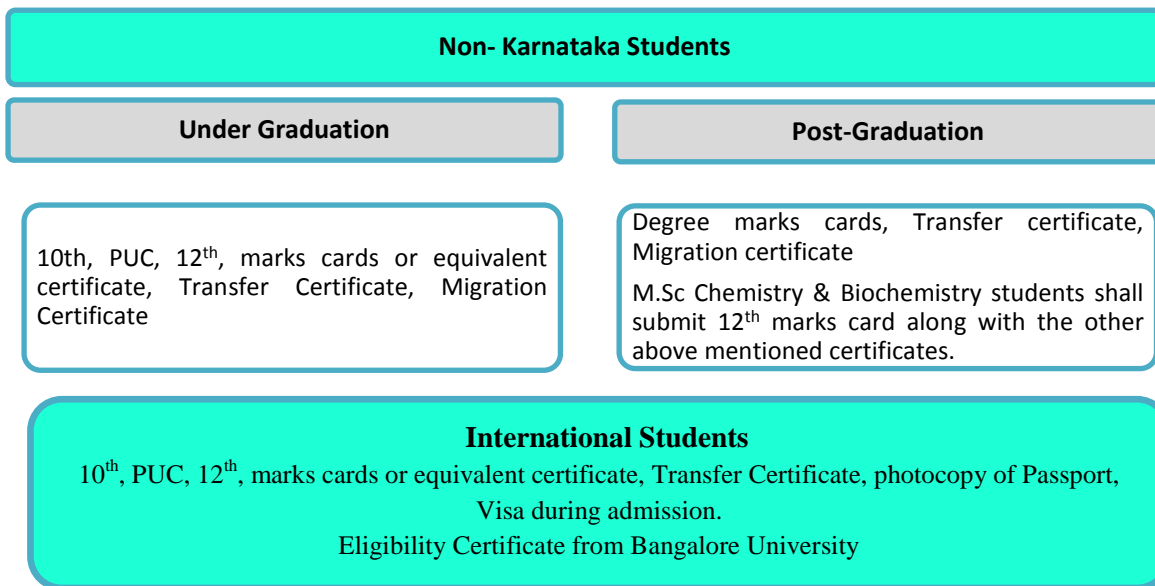 Non- Karnataka Students
Under Graduation
Post-Graduation
10th, PUC, 12th, marks cards or equivalent
certificate, Transfer Certificate, Migration
Certificate
Degree marks cards, Transfer certificate,
Migration certificate
M.Sc Chemistry & Biochemistry students shall
submit 12th marks card along with the other
above mentioned certificates.
International Students
10th, PUC, 12th, marks cards or equivalent certificate, Transfer Certificate, photocopy of Passport,
Visa during admission.
Eligibility Certificate from Bangalore University